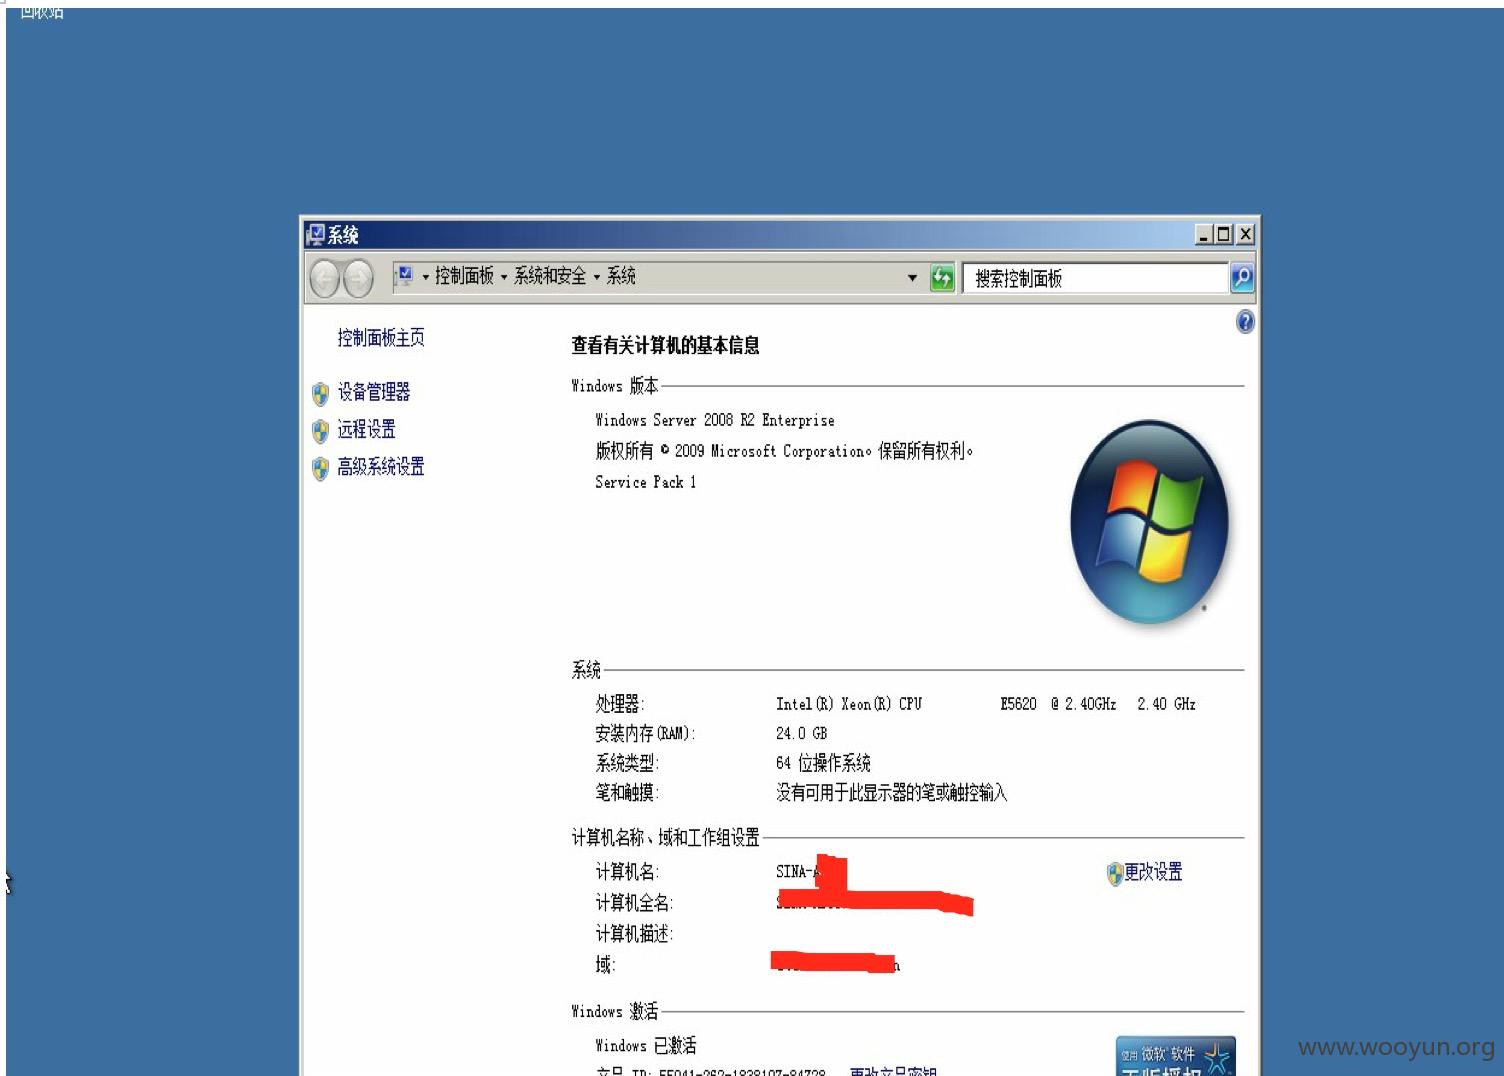 回收站
系统
控制面板 系统和安全 系统
搜索控制面板
控制面板主页
设备管理器
远程设置
高级系统设置
查看有关计算机的基本信息
Windows 版本
Windows Server 2008 R2 Enterprise
版权所有 © 2009 Microsoft Corporation。保留所有权利。
Service Pack 1
系统
处理器: Intel(R) Xeon(R) CPU E5620 @ 2.40GHz 2.40 GHz
安装内存(RAM): 24.0 GB
系统类型: 64 位操作系统
笔和触摸: 没有可用于此显示器的笔或触控输入
计算机名称、域和工作组设置
计算机名: SINA-A
更改设置
计算机全名:
计算机描述:
域: n
Windows 激活
Windows 已激活
使用 微软®软件
正版授权
产品 ID: 55041-262-1838107-84728 更改产品密钥
www.wooyun.org